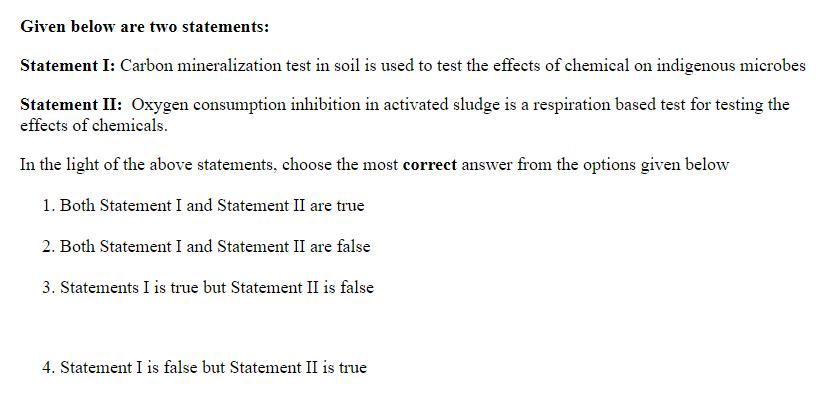 Given below are two statements:
Statement I: Carbon mineralization test in soil is used to test the effects of chemical on indigenous microbes
Statement II: Oxygen consumption inhibition in activated sludge is a respiration based test for testing the
effects of chemicals.
In the light of the above statements, choose the most correct answer from the options given below
1. Both Statement I and Statement II are true
2. Both Statement I and Statement II are false
3. Statements I is true but Statement II is false
4. Statement I is false but Statement II is true